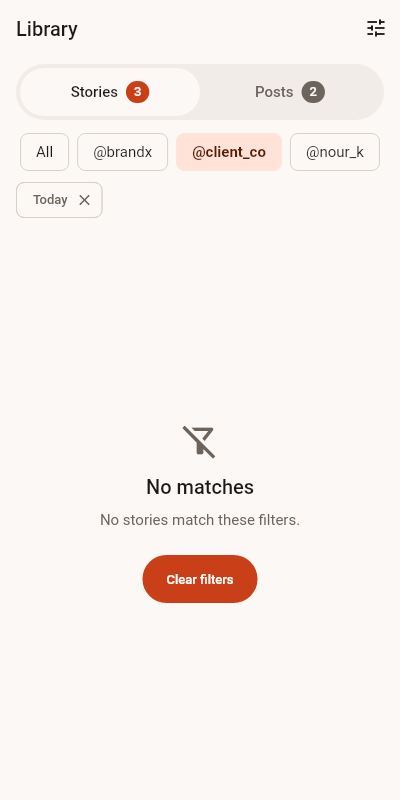 Library
Stories 3 Posts 2
All @brandx @client_co @nour_k
Today
No matches
No stories match these filters.
Clear filters